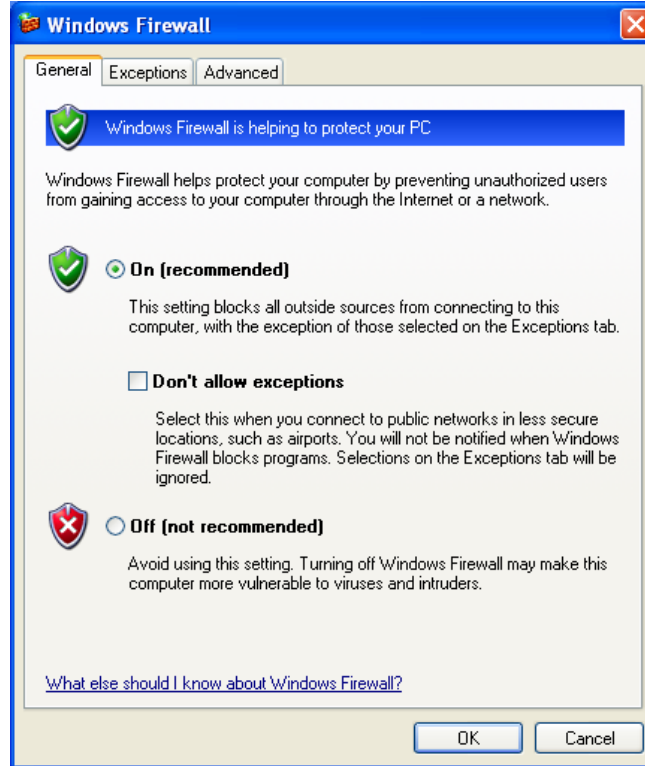 Windows Firewall
General Exceptions Advanced
Windows Firewall is helping to protect your PC
Windows Firewall helps protect your computer by preventing unauthorized users
from gaining access to your computer through the Internet or a network.
On (recommended)
This setting blocks all outside sources from connecting to this
computer, with the exception of those selected on the Exceptions tab.
Don't allow exceptions
Select this when you connect to public networks in less secure
locations, such as airports. You will not be notified when Windows
Firewall blocks programs. Selections on the Exceptions tab will be
ignored.
Off (not recommended)
Avoid using this setting. Turning off Windows Firewall may make this
computer more vulnerable to viruses and intruders.
What else should I know about Windows Firewall?
OK Cancel